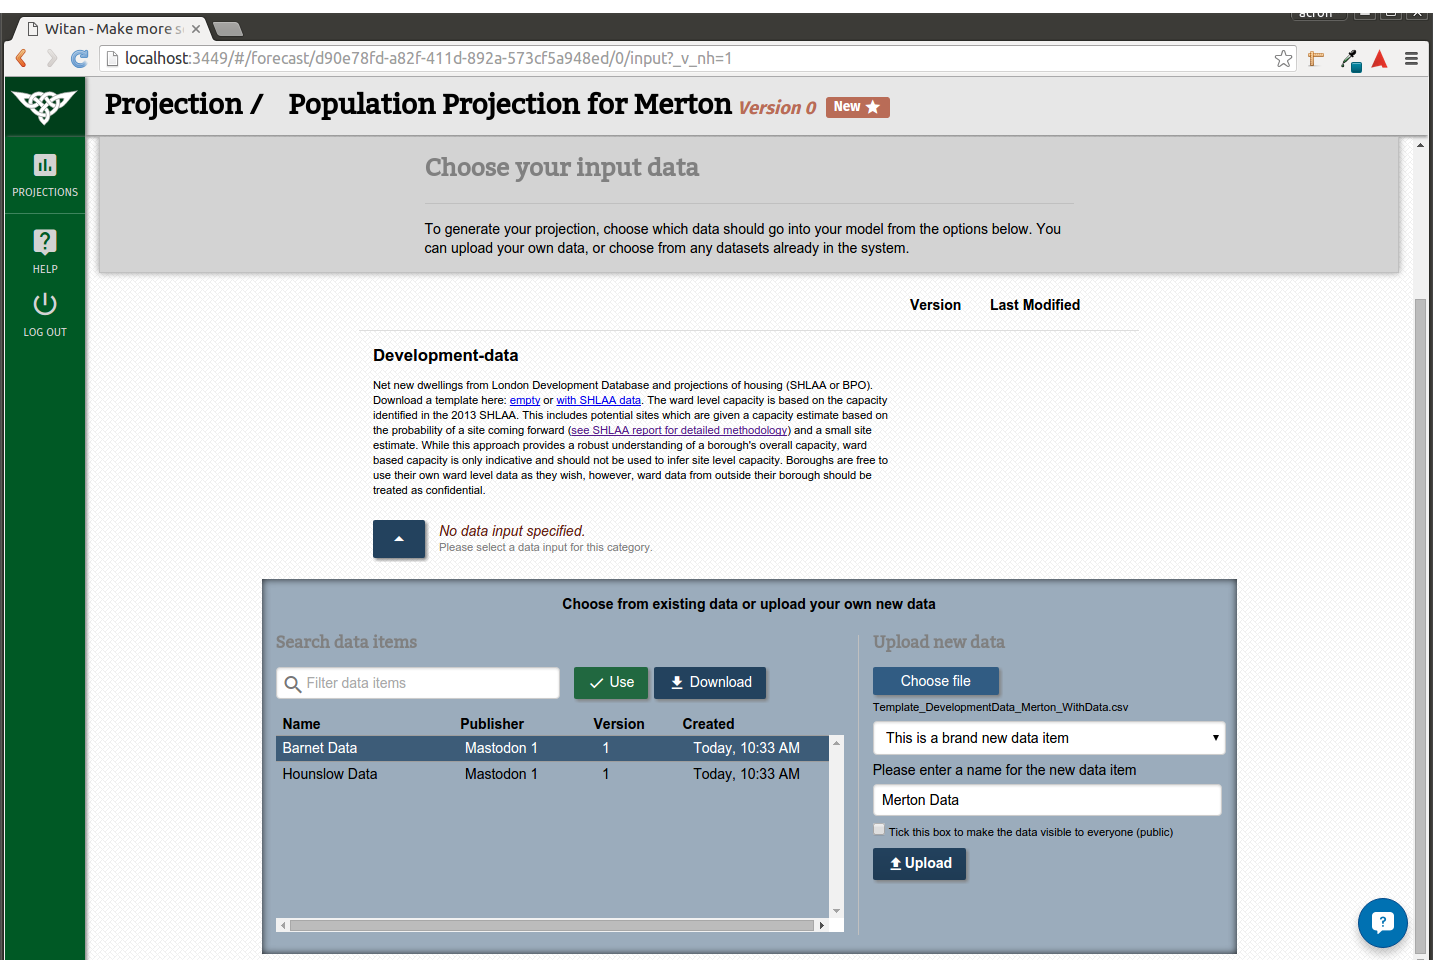 acron
Witan - Make more s
localhost:3449/#/forecast/d90e78fd-a82f-411d-892a-573cf5a948ed/0/input?_v_nh=1
Projection / Population Projection for Merton Version 0 New
PROJECTIONS
HELP
LOG OUT
Choose your input data
To generate your projection, choose which data should go into your model from the options below. You
can upload your own data, or choose from any datasets already in the system.
Version Last Modified
Development-data
Net new dwellings from London Development Database and projections of housing (SHLAA or BPO).
Download a template here: empty or with SHLAA data. The ward level capacity is based on the capacity
identified in the 2013 SHLAA. This includes potential sites which are given a capacity estimate based on
the probability of a site coming forward (see SHLAA report for detailed methodology) and a small site
estimate. While this approach provides a robust understanding of a borough's overall capacity, ward
based capacity is only indicative and should not be used to infer site level capacity. Boroughs are free to
use their own ward level data as they wish, however, ward data from outside their borough should be
treated as confidential.
No data input specified.
Please select a data input for this category.
Choose from existing data or upload your own new data
Search data items
Filter data items
Use
Download
Name Publisher Version Created
Barnet Data Mastodon 1 1 Today, 10:33 AM
Hounslow Data Mastodon 1 1 Today, 10:33 AM
Upload new data
Choose file
Template_DevelopmentData_Merton_WithData.csv
This is a brand new data item
Please enter a name for the new data item
Merton Data
Tick this box to make the data visible to everyone (public)
Upload